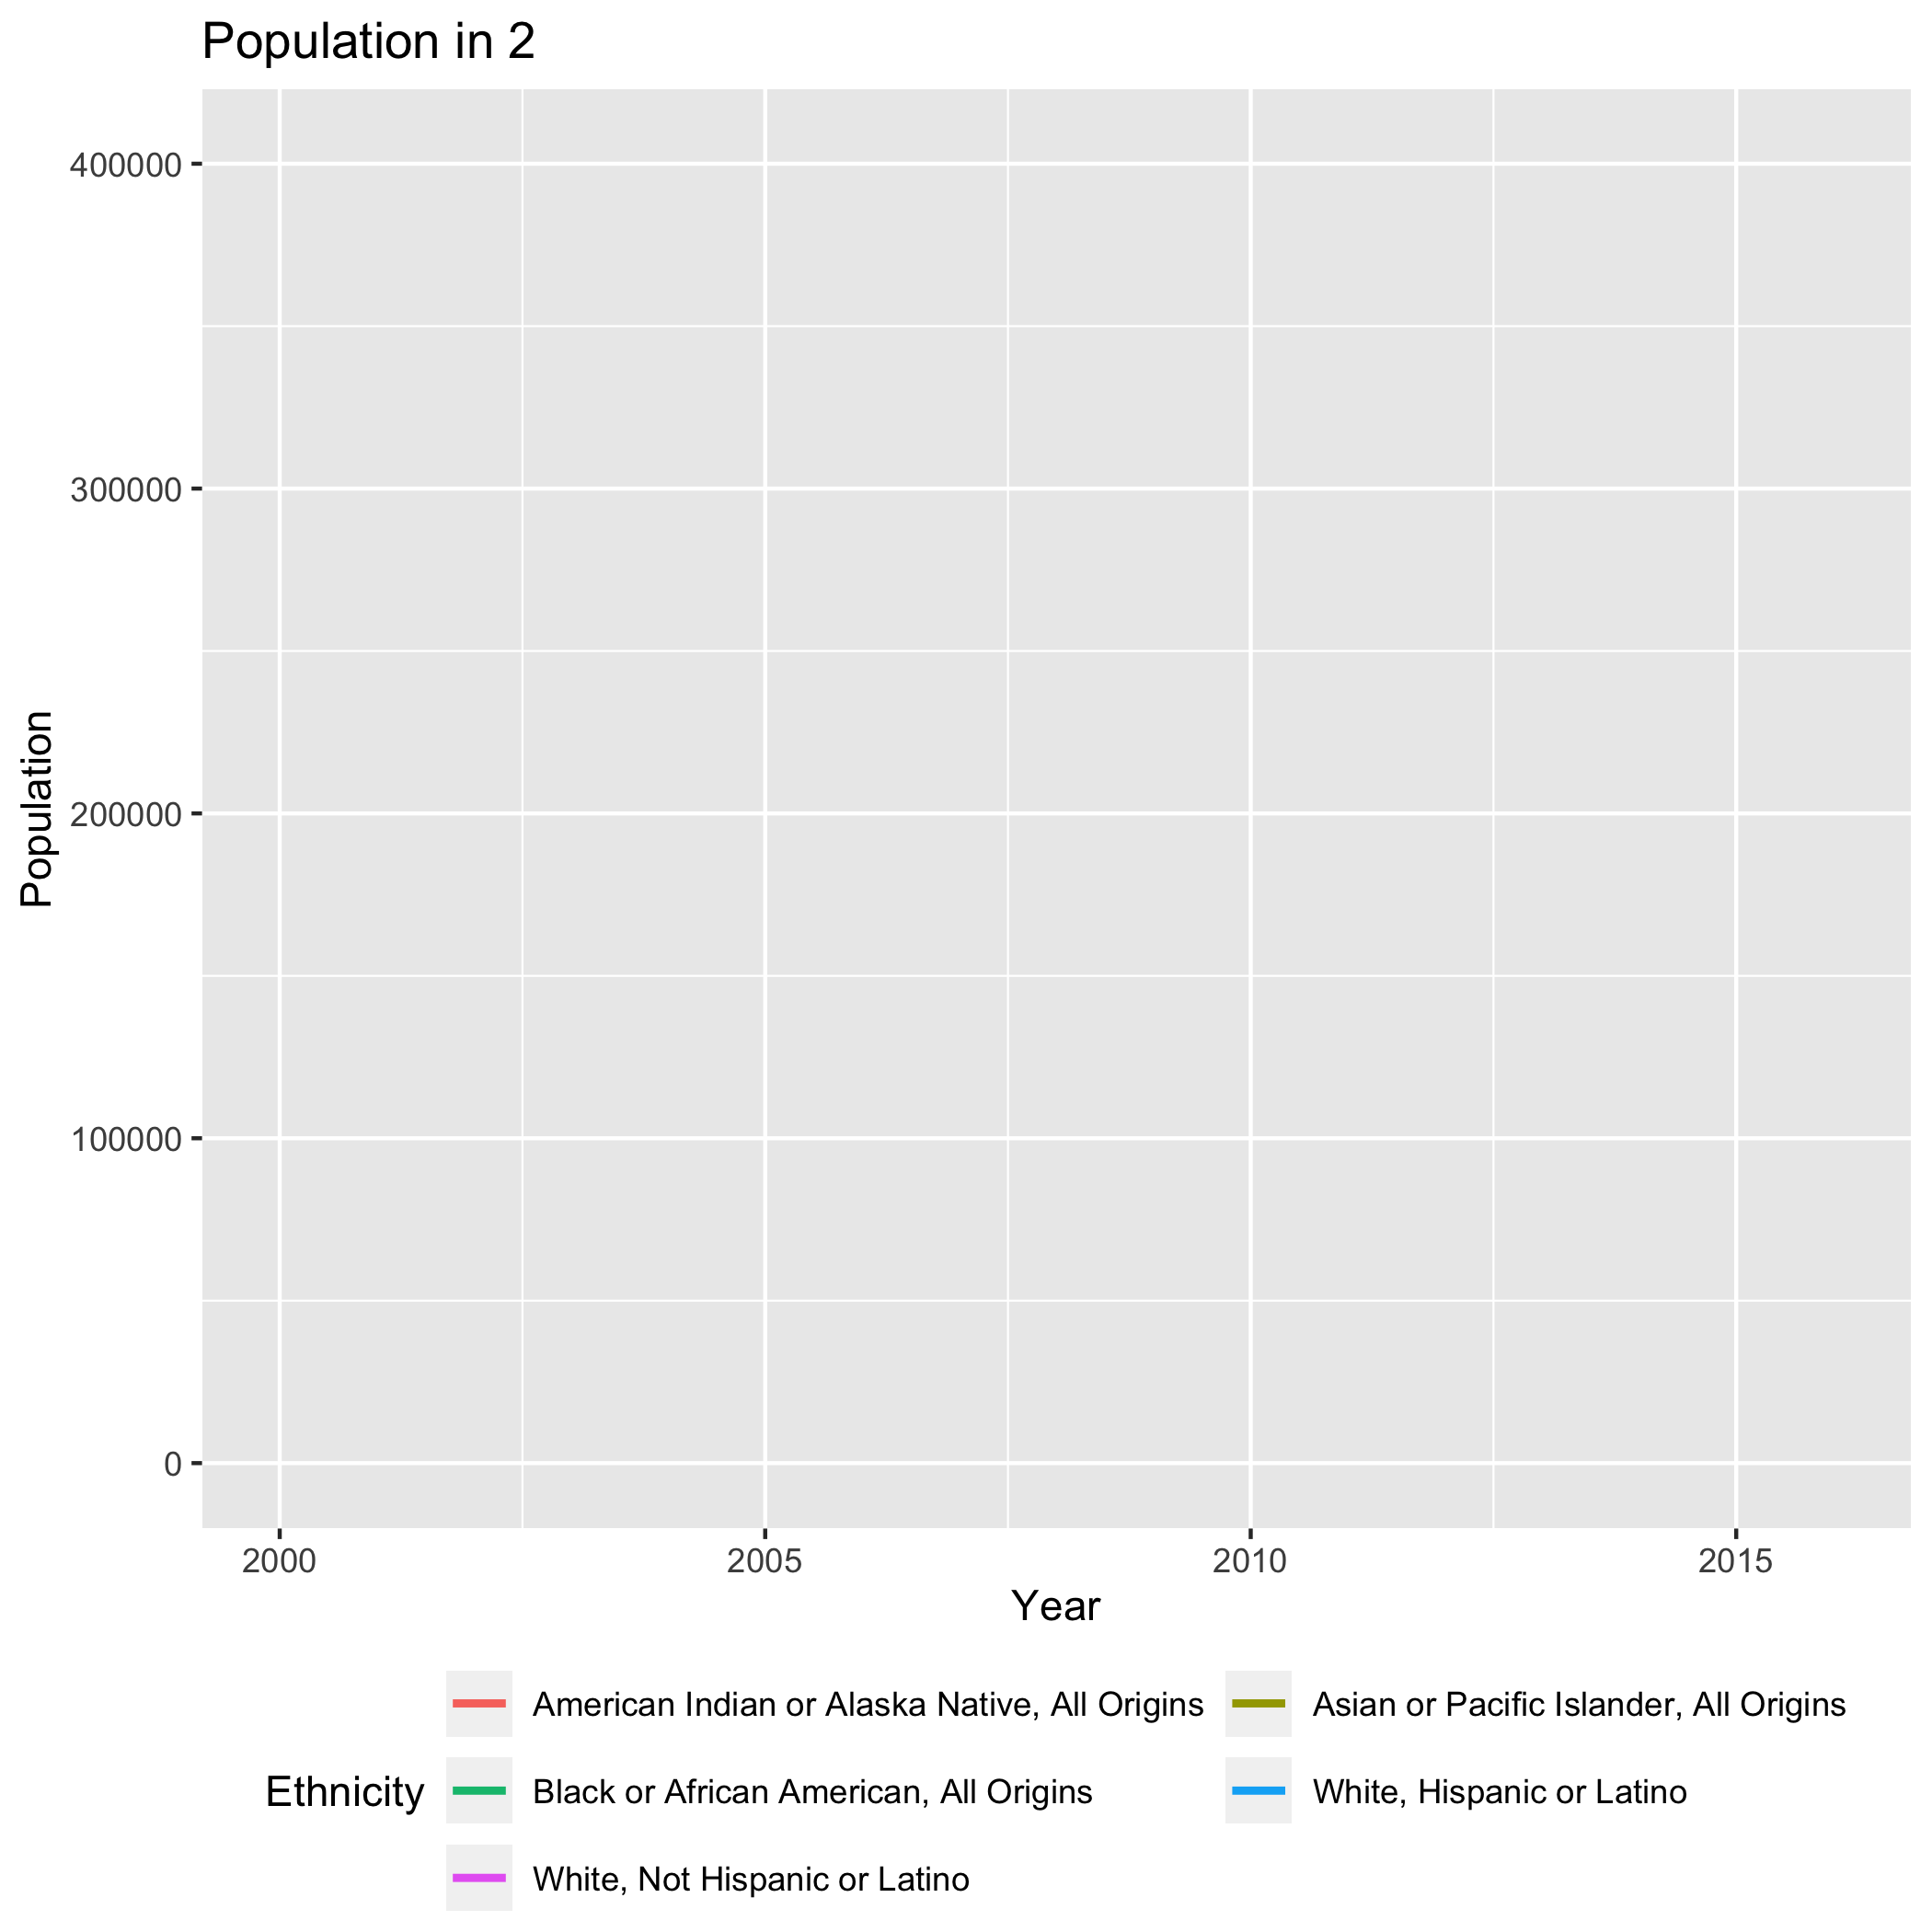 Population in 2
400000
300000
200000
100000
0
Population
2000 2005 2010 2015
Year
Ethnicity
American Indian or Alaska Native, All Origins
Asian or Pacific Islander, All Origins
Black or African American, All Origins
White, Hispanic or Latino
White, Not Hispanic or Latino